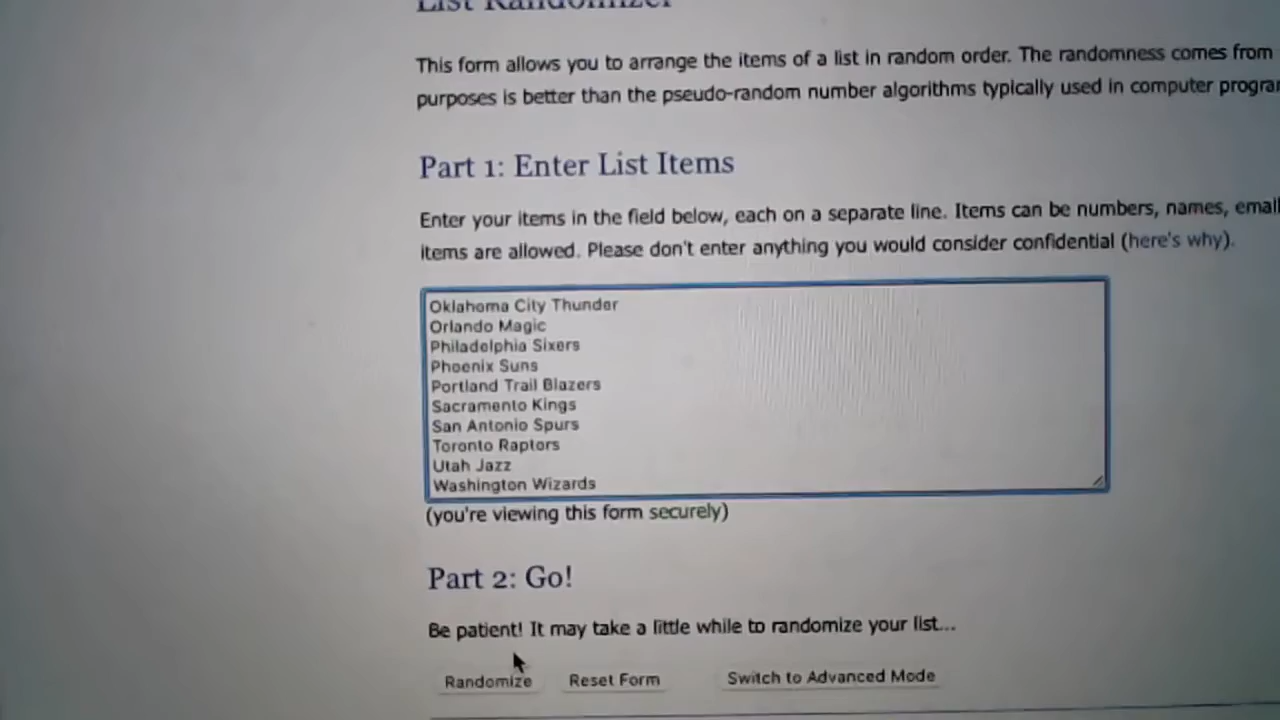 List Randomizer
This form allows you to arrange the items of a list in random order. The randomness comes from
purposes is better than the pseudo-random number algorithms typically used in computer progra
Part 1: Enter List Items
Enter your items in the field below, each on a separate line. Items can be numbers, names, email
items are allowed. Please don't enter anything you would consider confidential (here's why).
Oklahoma City Thunder
Orlando Magic
Philadelphia Sixers
Phoenix Suns
Portland Trail Blazers
Sacramento Kings
San Antonio Spurs
Toronto Raptors
Utah Jazz
Washington Wizards
(you're viewing this form securely)
Part 2: Go!
Be patient! It may take a little while to randomize your list...
Randomize Reset Form Switch to Advanced Mode